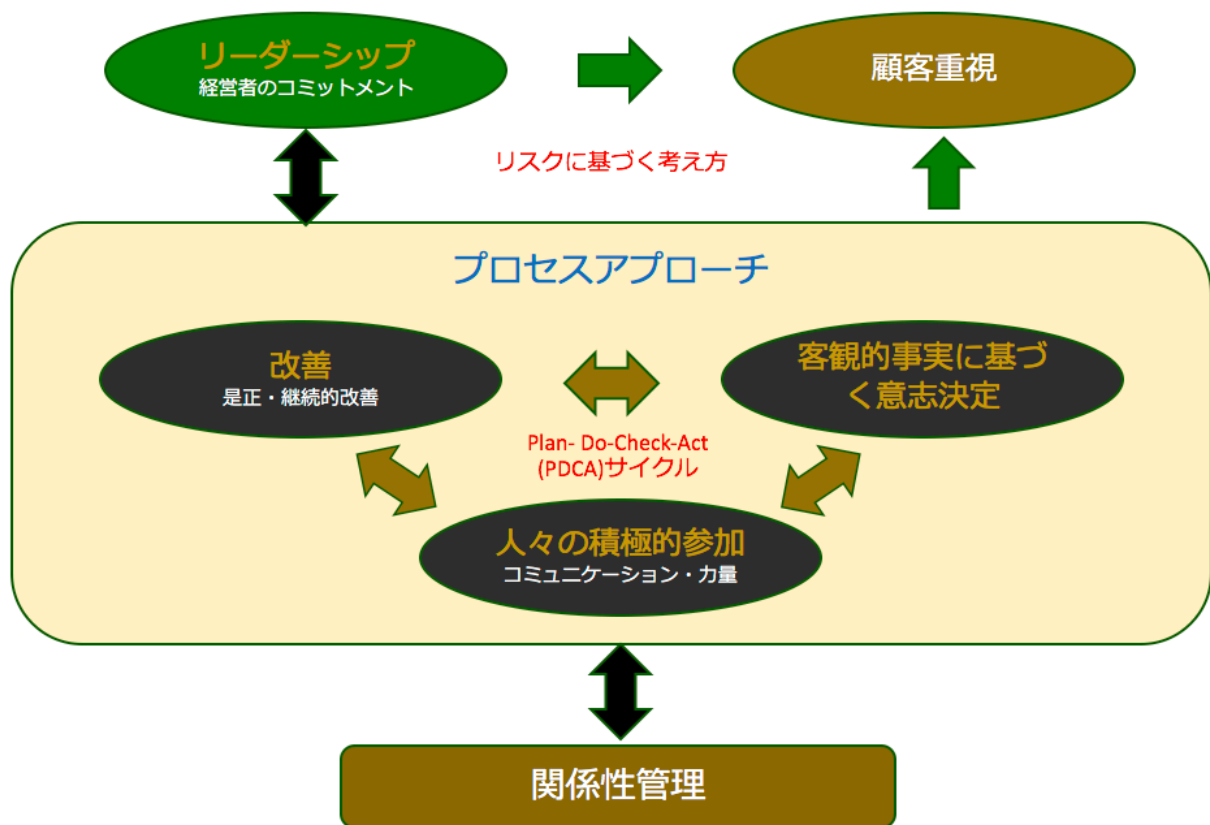 リーダーシップ
経営者のコミットメント
顧客重視
リスクに基づく考え方
プロセスアプローチ
改善
是正・継続的改善
客観的事実に基づ
く意志決定
Plan- Do-Check-Act
(PDCA)サイクル
人々の積極的参加
コミュニケーション・力量
関係性管理